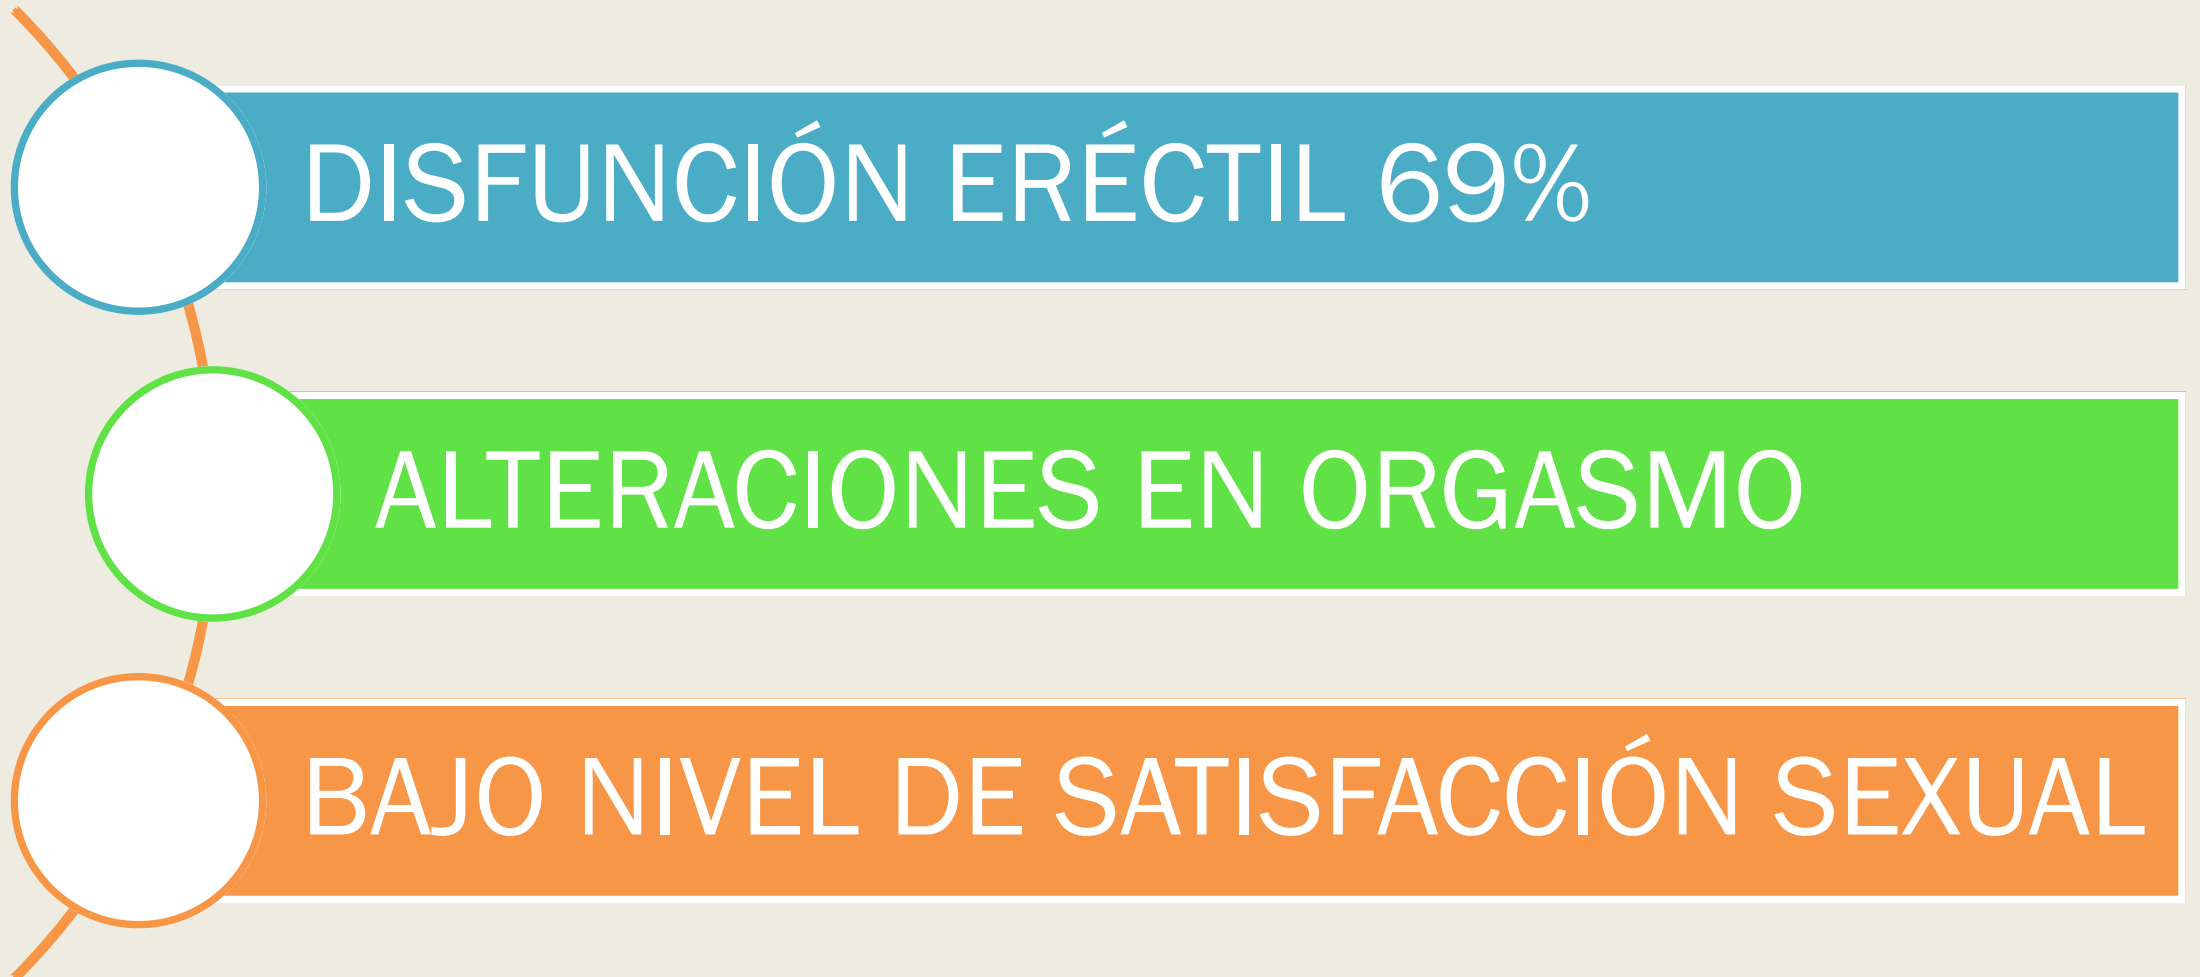 DISFUNCIÓN ERÉCTIL 69%
ALTERACIONES EN ORGASMO
BAJO NIVEL DE SATISFACCIÓN SEXUAL